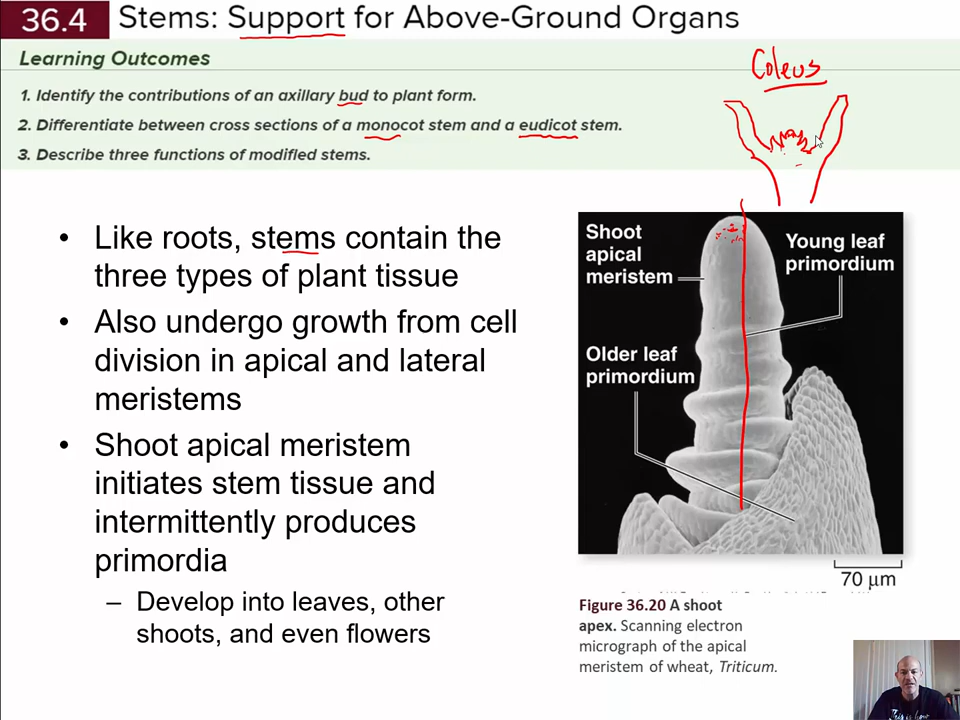 36.4 Stems: Support for Above-Ground Organs
Learning Outcomes
1. Identify the contributions of an axillary bud to plant form.
2. Differentiate between cross sections of a monocot stem and a eudicot stem.
3. Describe three functions of modified stems.
Coleus
• Like roots, stems contain the
three types of plant tissue
• Also undergo growth from cell
division in apical and lateral
meristems
• Shoot apical meristem
initiates stem tissue and
intermittently produces
primordia
– Develop into leaves, other
shoots, and even flowers
Shoot
apical
meristem
Young leaf
primordium
Older leaf
primordium
70 µm
Figure 36.20 A shoot
apex. Scanning electron
micrograph of the apical
meristem of wheat, Triticum.